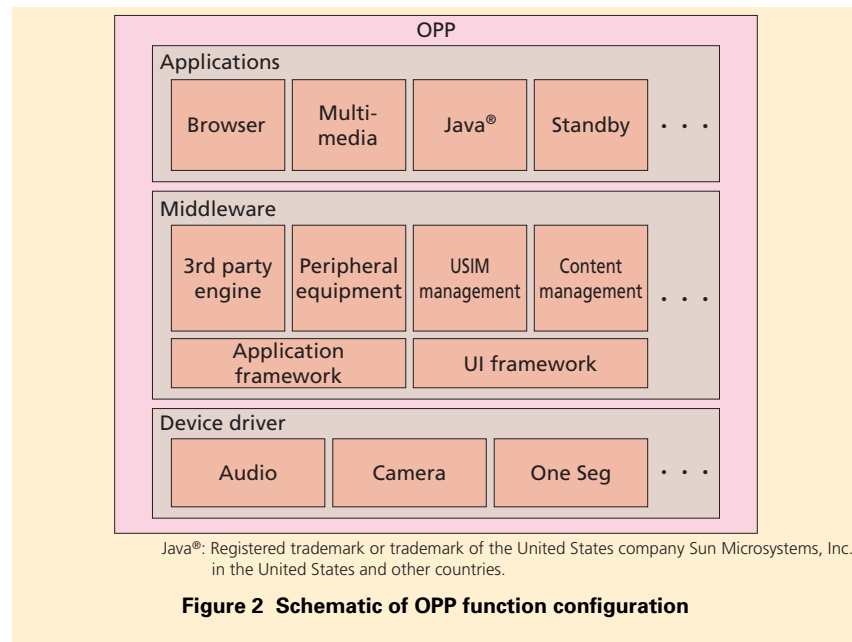 OPP
Applications
Browser
Multi-
media
Java®
Standby
. . .
Middleware
3rd party
engine
Peripheral
equipment
USIM
management
Content
management
. . .
Application
framework
UI framework
Device driver
Audio
Camera
One Seg
. . .
Java®: Registered trademark or trademark of the United States company Sun Microsystems, Inc.
in the United States and other countries.
Figure 2 Schematic of OPP function configuration